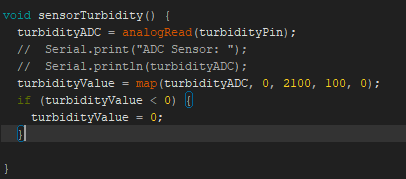 void sensorTurbidity() {
  turbidityADC = analogRead(turbidityPin);
  //  Serial.print("ADC Sensor: ");
  //  Serial.println(turbidityADC);
  turbidityValue = map(turbidityADC, 0, 2100, 100, 0);
  if (turbidityValue < 0) {
    turbidityValue = 0;
  }
}